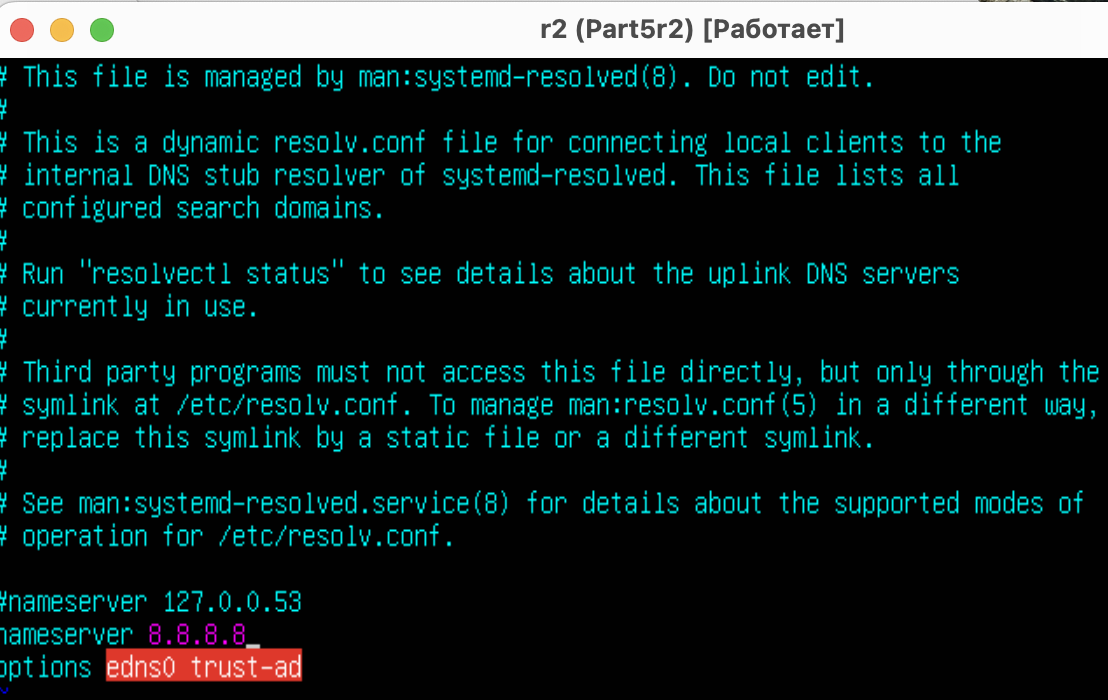 r2 (Part5r2) [Работает]
# This file is managed by man:systemd-resolved(8). Do not edit.
#
# This is a dynamic resolv.conf file for connecting local clients to the
# internal DNS stub resolver of systemd-resolved. This file lists all
# configured search domains.
#
# Run "resolvectl status" to see details about the uplink DNS servers
# currently in use.
#
# Third party programs must not access this file directly, but only through the
# symlink at /etc/resolv.conf. To manage man:resolv.conf(5) in a different way,
# replace this symlink by a static file or a different symlink.
#
# See man:systemd-resolved.service(8) for details about the supported modes of
# operation for /etc/resolv.conf.
#nameserver 127.0.0.53
nameserver 8.8.8.8
options edns0 trust-ad
~